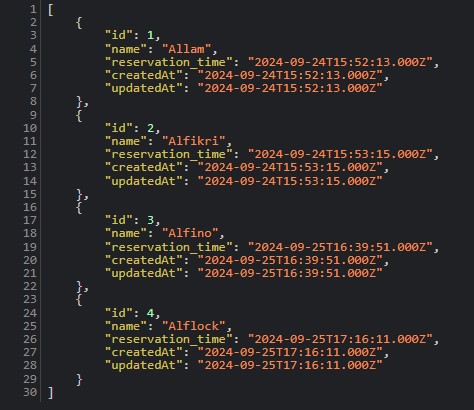 1 [
2     {
3         "id": 1,
4         "name": "Allam",
5         "reservation_time": "2024-09-24T15:52:13.000Z",
6         "createdAt": "2024-09-24T15:52:13.000Z",
7         "updatedAt": "2024-09-24T15:52:13.000Z"
8     },
9     {
10         "id": 2,
11         "name": "Alfikri",
12         "reservation_time": "2024-09-24T15:53:15.000Z",
13         "createdAt": "2024-09-24T15:53:15.000Z",
14         "updatedAt": "2024-09-24T15:53:15.000Z"
15     },
16     {
17         "id": 3,
18         "name": "Alfino",
19         "reservation_time": "2024-09-25T16:39:51.000Z",
20         "createdAt": "2024-09-25T16:39:51.000Z",
21         "updatedAt": "2024-09-25T16:39:51.000Z"
22     },
23     {
24         "id": 4,
25         "name": "Alflock",
26         "reservation_time": "2024-09-25T17:16:11.000Z",
27         "createdAt": "2024-09-25T17:16:11.000Z",
28         "updatedAt": "2024-09-25T17:16:11.000Z"
29     }
30 ]